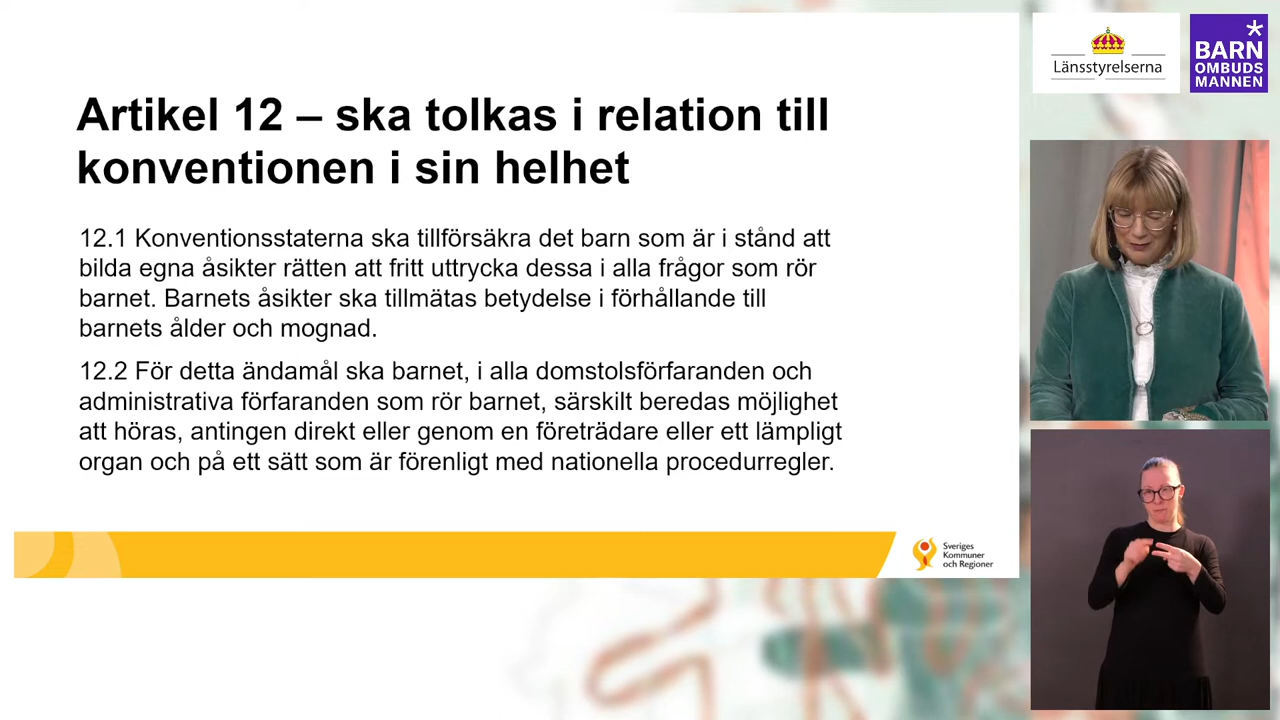 Artikel 12 – ska tolkas i relation till
konventionen i sin helhet
12.1 Konventionsstaterna ska tillförsäkra det barn som är i stånd att
bilda egna åsikter rätten att fritt uttrycka dessa i alla frågor som rör
barnet. Barnets åsikter ska tillmätas betydelse i förhållande till
barnets ålder och mognad.
12.2 För detta ändamål ska barnet, i alla domstolsförfaranden och
administrativa förfaranden som rör barnet, särskilt beredas möjlighet
att höras, antingen direkt eller genom en företrädare eller ett lämpligt
organ och på ett sätt som är förenligt med nationella procedurregler.
Sveriges
Kommuner
och Regioner
Länsstyrelserna
BARN
OMBUDS
MANNEN